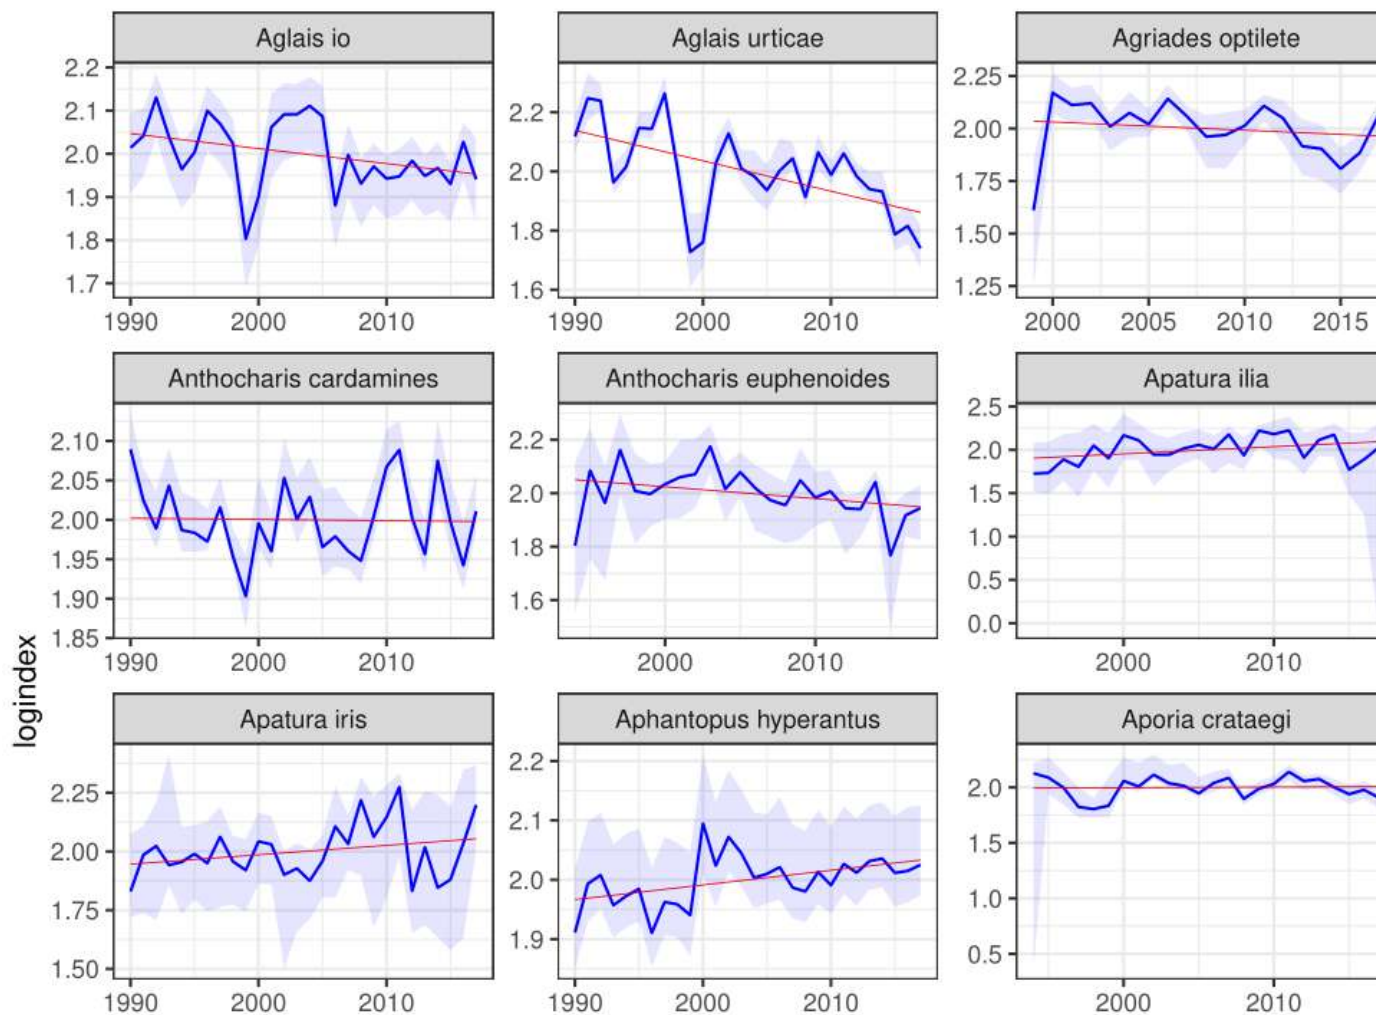 Aglais io
Aglais urticae
Agriades optilete
2.2
2.1
2.0
1.9
1.8
1.7
2.2
2.0
1.8
1.6
2.25
2.00
1.75
1.50
1.25
1990 2000 2010
1990 2000 2010
2000 2005 2010 2015
Anthocharis cardamines
Anthocharis euphenoides
Apatura ilia
2.10
2.05
2.00
1.95
1.90
1.85
2.2
2.0
1.8
1.6
2.5
2.0
1.5
1.0
0.5
0.0
1990 2000 2010
2000 2010
2000 2010
logindex
Apatura iris
Aphantopus hyperantus
Aporia crataegi
2.25
2.00
1.75
1.50
2.2
2.1
2.0
1.9
2.0
1.5
1.0
0.5
1990 2000 2010
1990 2000 2010
2000 2010